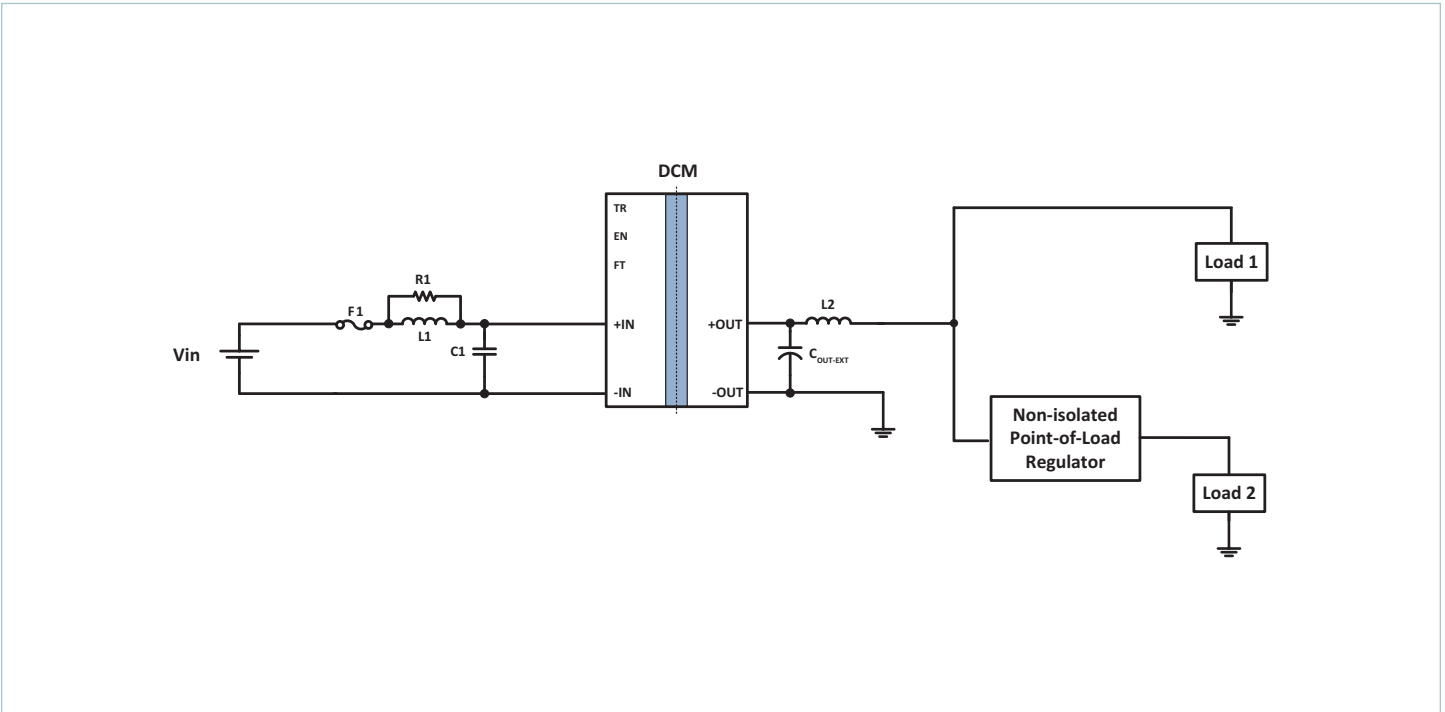 DCM
TR
EN
FT
R1
F1
L1
C1
Vin
+IN
-IN
+OUT
-OUT
L2
COUT-EXT
Load 1
Non-isolated
Point-of-Load
Regulator
Load 2